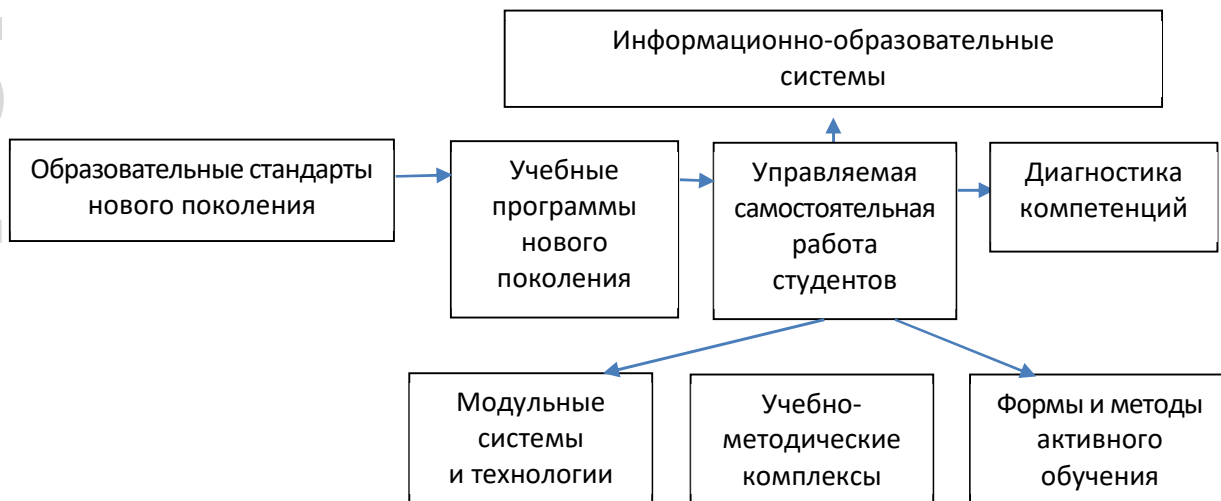 Информационно-образовательные
системы
Образовательные стандарты
нового поколения
Учебные
программы
нового
поколения
Управляемая
самостоятельная
работа
студентов
Диагностика
компетенций
Модульные
системы
и технологии
Учебно-
методические
комплексы
Формы и методы
активного
обучения